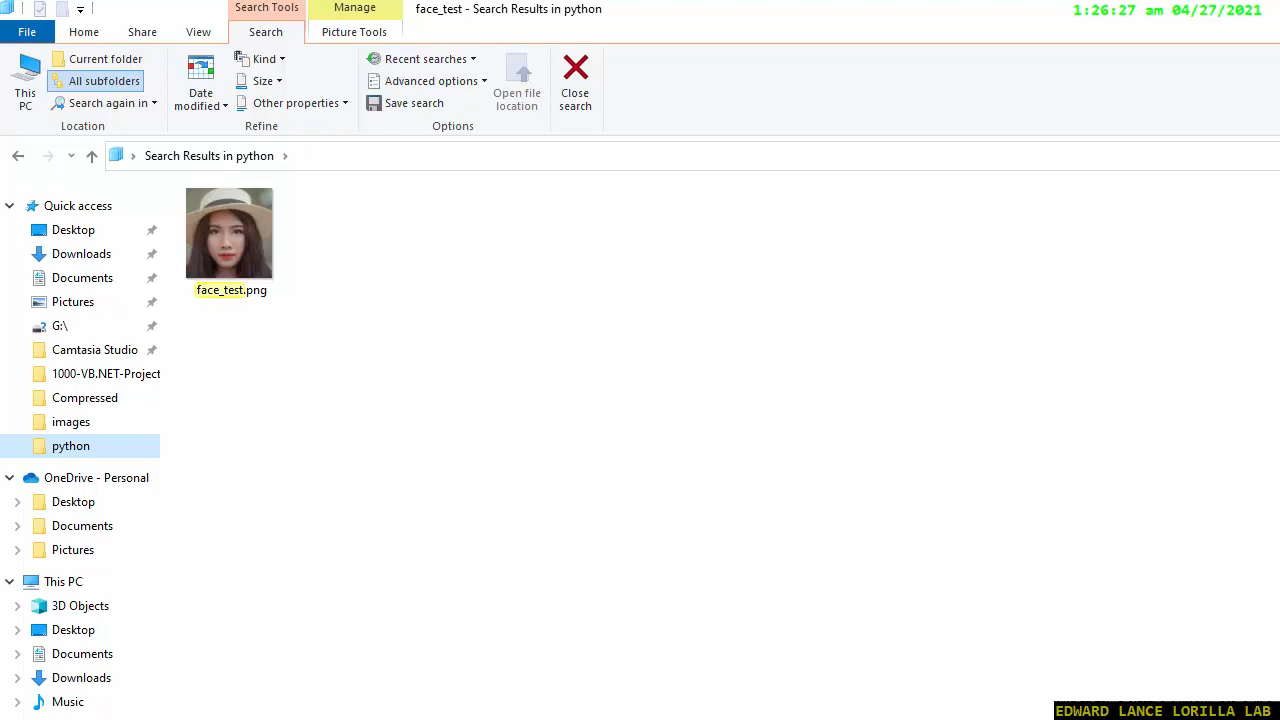 Search Tools
Manage
face_test - Search Results in python
1:26:27 am 04/27/2021
File
Home
Share
View
Search
Picture Tools
This PC
Current folder
All subfolders
Search again in
Location
Date modified
Kind
Size
Other properties
Refine
Recent searches
Advanced options
Save search
Open file location
Options
Close search
Search Results in python
Quick access
Desktop
Downloads
Documents
Pictures
G:\
Camtasia Studio
1000-VB.NET-Project
Compressed
images
python
OneDrive - Personal
Desktop
Documents
Pictures
This PC
3D Objects
Desktop
Documents
Downloads
Music
face_test.png
EDWARD LANCE LORILLA LAB